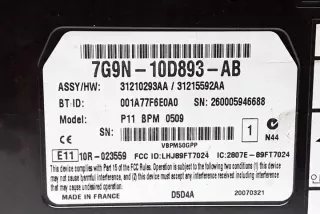 7G9N-10D893-AB
ASSY/HW: 31210293AA / 31215592AA
BT ID: 001A77F6E0A0 SN: 260005946688
Model: P11 BPM 0509
SN:
VBPMS0GPP
1
N44
E11 10R-023559 FCC ID:LHJ89FT7024 IC:2807E-89FT7024
This device complies with Part 15 of the FCC Rules. Operation is subject
to the following two conditions: (1) this device may not
cause harmful interference, and (2) this device must accept any
interference received, including interference that
may cause undesired operation.
MADE IN FRANCE D5D4A 20070321